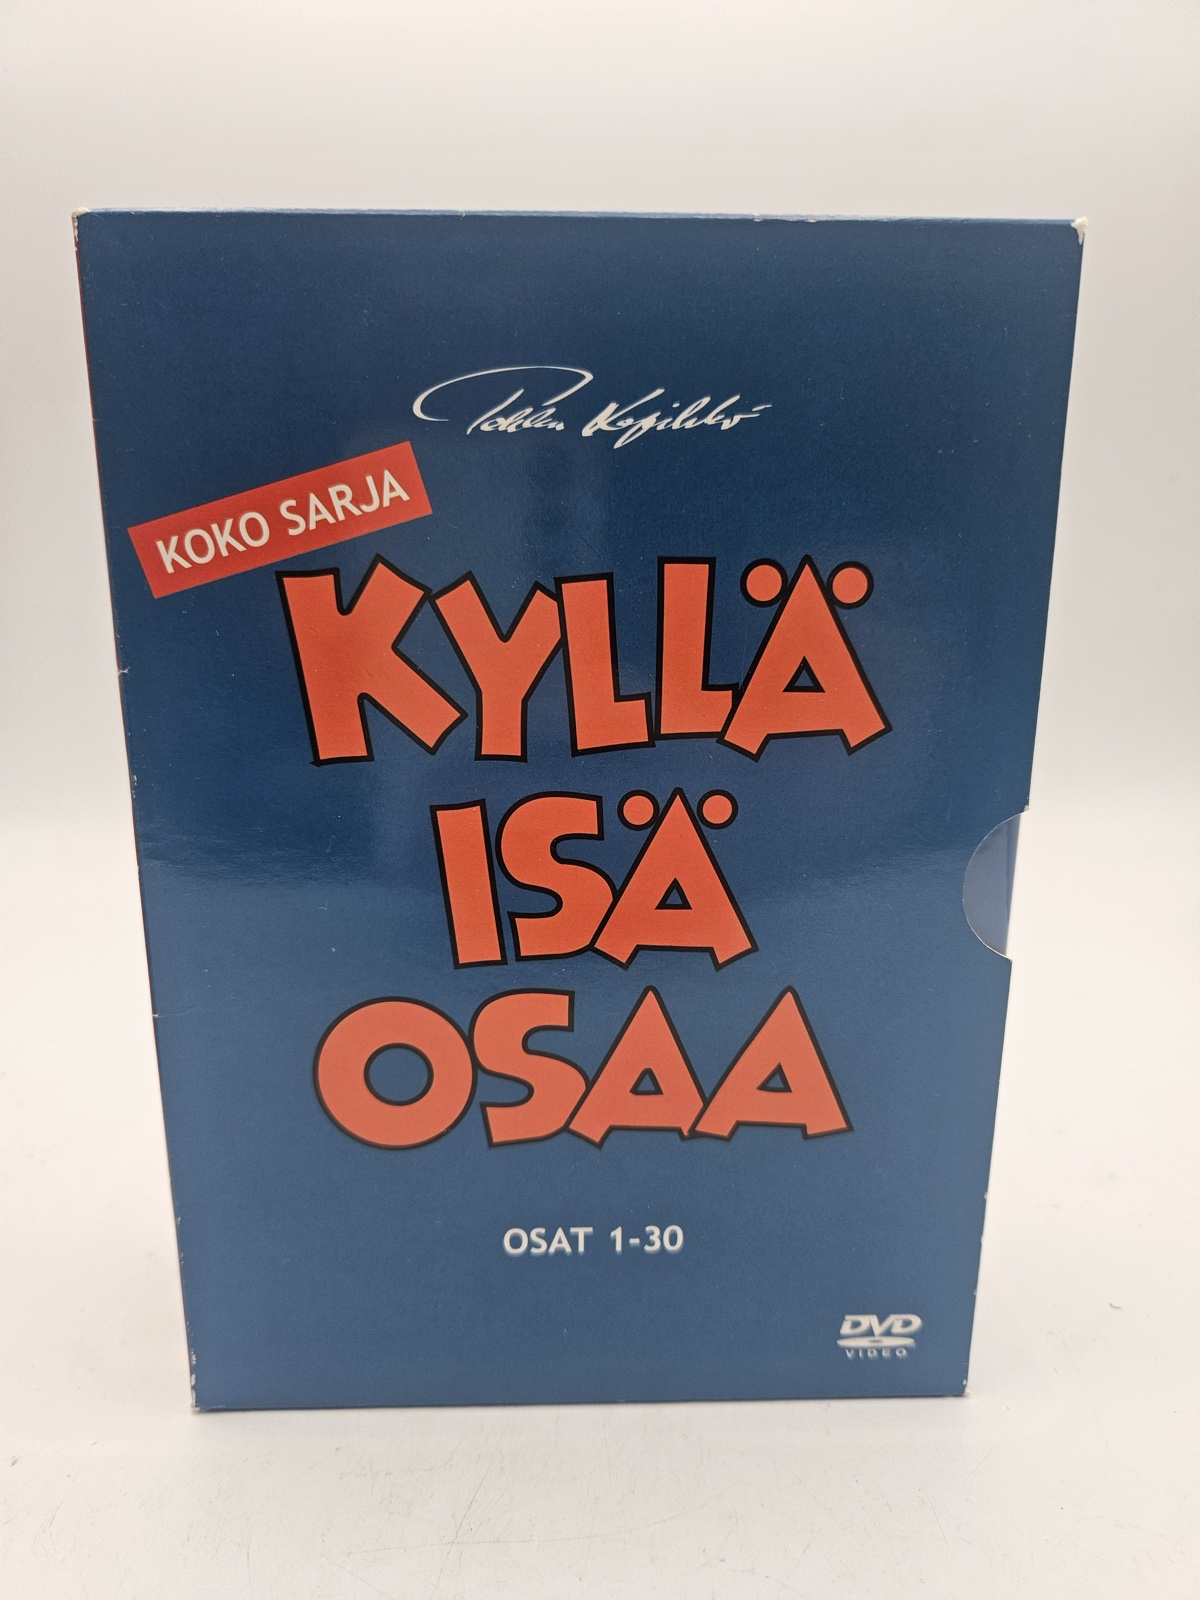 KOKO SARJA
KYLLÄ
ISÄ
OSAA
OSAT 1-30
DVD
VIDEO